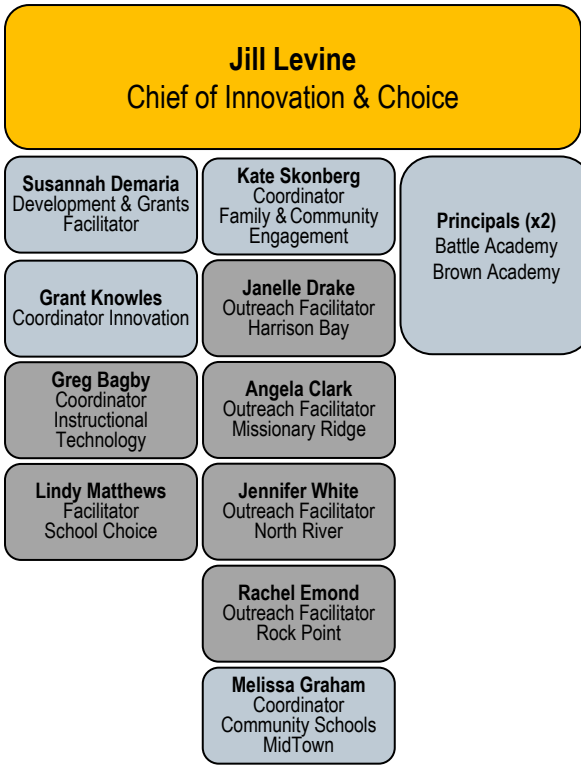 Jill Levine
Chief of Innovation & Choice
Susannah Demaria
Development & Grants
Facilitator
Grant Knowles
Coordinator Innovation
Greg Bagby
Coordinator
Instructional
Technology
Lindy Matthews
Facilitator
School Choice
Kate Skonberg
Coordinator
Family & Community
Engagement
Janelle Drake
Outreach Facilitator
Harrison Bay
Angela Clark
Outreach Facilitator
Missionary Ridge
Jennifer White
Outreach Facilitator
North River
Rachel Emond
Outreach Facilitator
Rock Point
Melissa Graham
Coordinator
Community Schools
MidTown
Principals (x2)
Battle Academy
Brown Academy